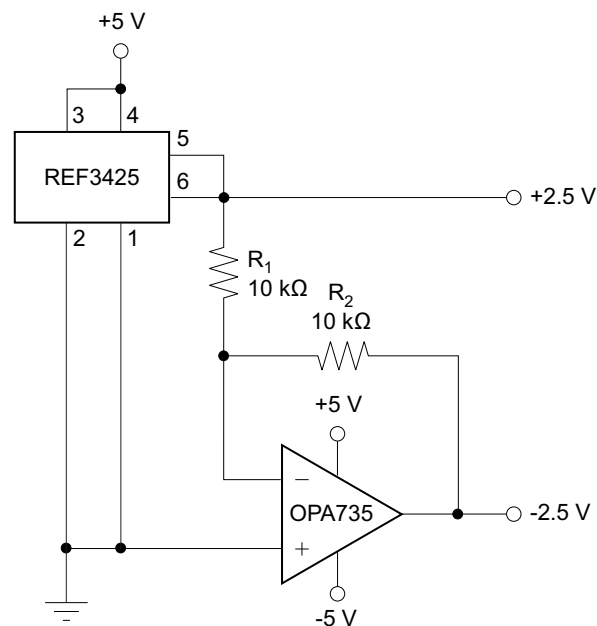 +5 V
3
4
5
REF3425
6
+2.5 V
2
1
R1
10 kΩ
R2
10 kΩ
+5 V
−
OPA735
-2.5 V
+
-5 V